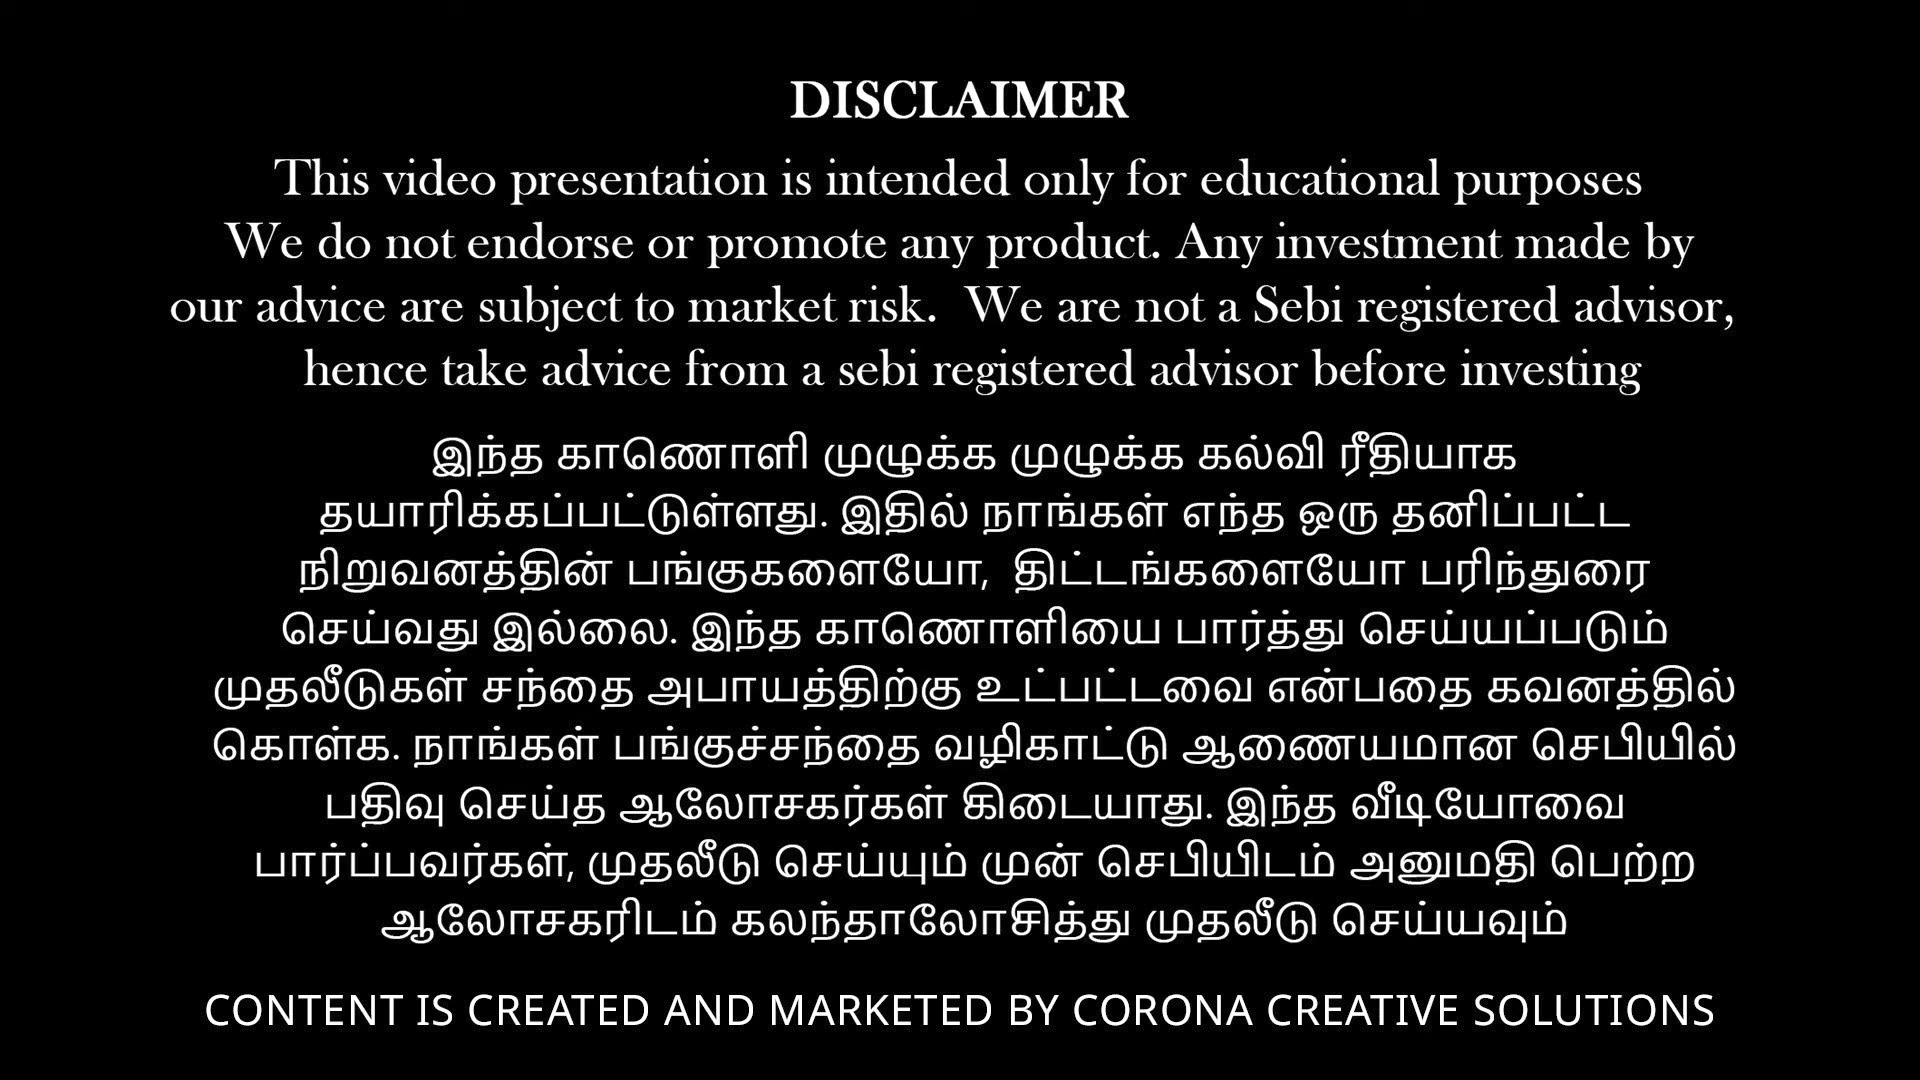 DISCLAIMER
This video presentation is intended only for educational purposes
We do not endorse or promote any product. Any investment made by
our advice are subject to market risk.  We are not a Sebi registered advisor,
hence take advice from a sebi registered advisor before investing
இந்த காணொளி முழுக்க முழுக்க கல்வி ரீதியாக
தயாரிக்கப்பட்டுள்ளது. இதில் நாங்கள் எந்த ஒரு தனிப்பட்ட
நிறுவனத்தின் பங்குகளையோ,  திட்டங்களையோ பரிந்துரை
செய்வது இல்லை. இந்த காணொளியை பார்த்து செய்யப்படும்
முதலீடுகள் சந்தை அபாயத்திற்கு உட்பட்டவை என்பதை கவனத்தில்
கொள்க. நாங்கள் பங்குச்சந்தை வழிகாட்டு ஆணையமான செபியில்
பதிவு செய்த ஆலோசகர்கள் கிடையாது. இந்த வீடியோவை
பார்ப்பவர்கள், முதலீடு செய்யும் முன் செபியிடம் அனுமதி பெற்ற
ஆலோசகரிடம் கலந்தாலோசித்து முதலீடு செய்யவும்
CONTENT IS CREATED AND MARKETED BY CORONA CREATIVE SOLUTIONS